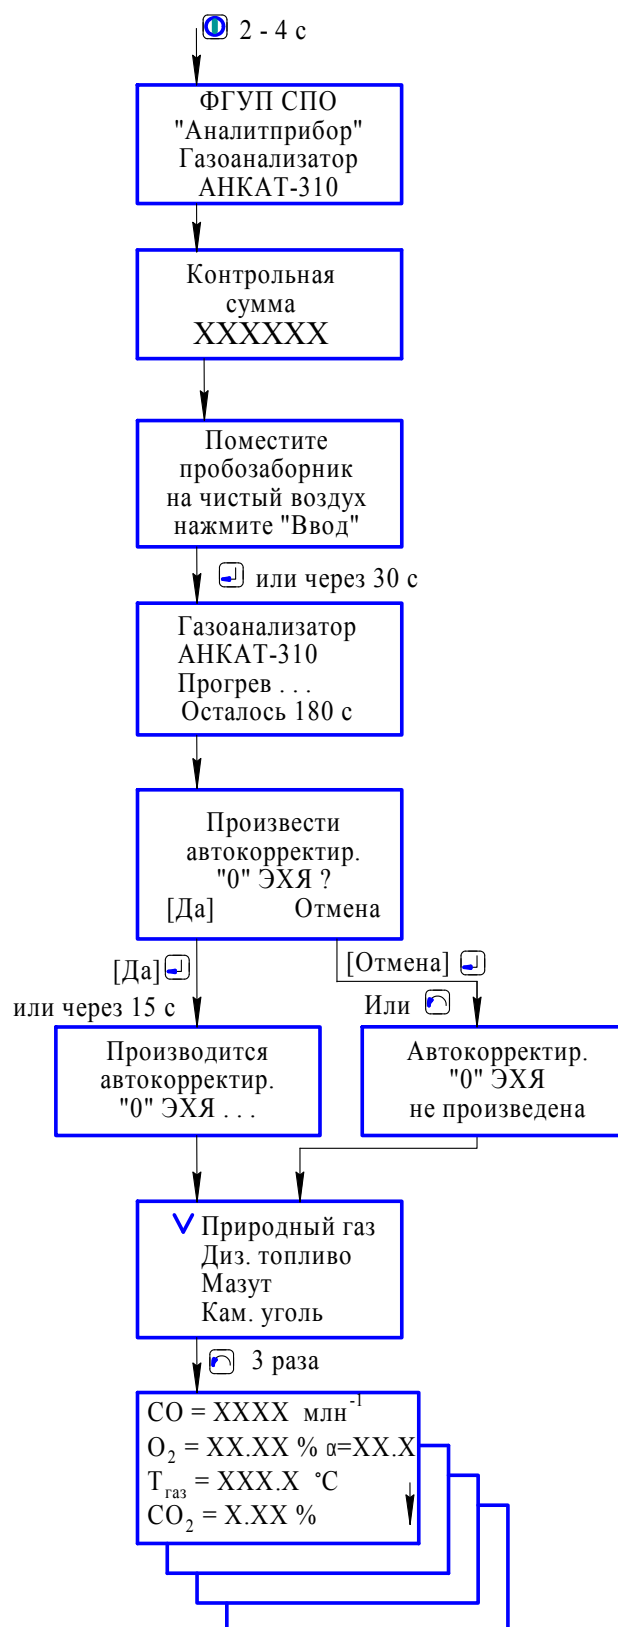 2 - 4 с
ФГУП СПО
"Аналитприбор"
Газоанализатор
АНКАТ-310
Контрольная
сумма
XXXXXX
Поместите
пробозаборник
на чистый воздух
нажмите "Ввод"
или через 30 с
Газоанализатор
АНКАТ-310
Прогрев . . .
Осталось 180 с
Произвести
автокорректир.
"0" ЭХЯ ?
[Да] Отмена
[Да]
или через 15 с
[Отмена]
Или
Производится
автокорректир.
"0" ЭХЯ . . .
Автокорректир.
"0" ЭХЯ
не произведена
Природный газ
Диз. топливо
Мазут
Кам. уголь
3 раза
CO = XXXX млн⁻¹
O₂ = XX.XX % α=XX.X
Tгаз = XXX.X °C
CO₂ = X.XX %